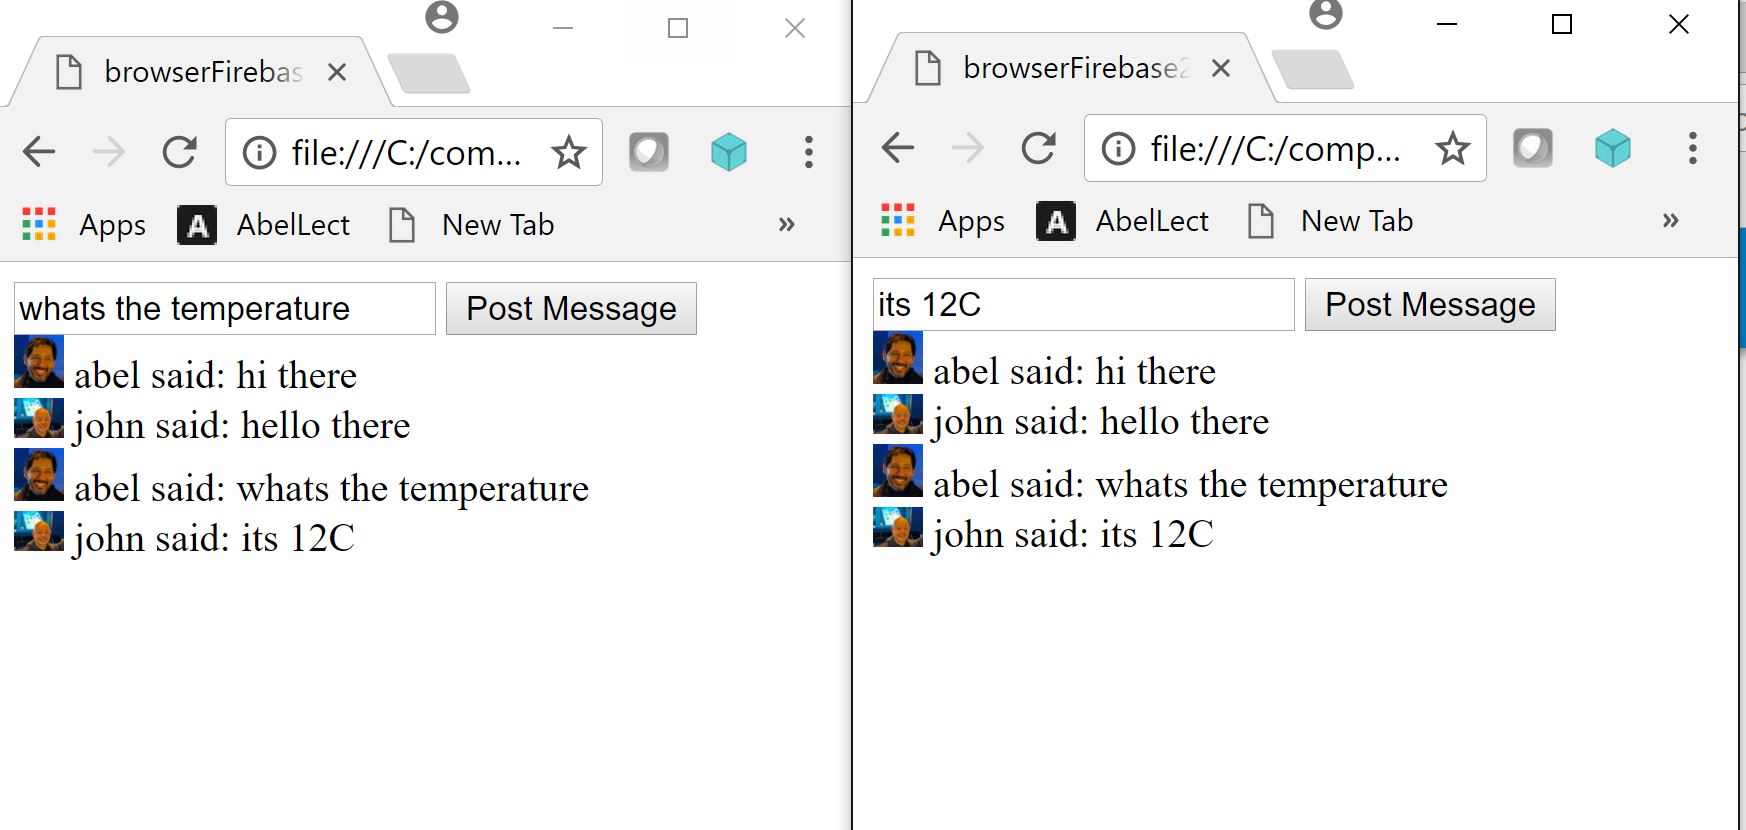 browserFirebas
file:///C:/com...
Apps
A AbelLect
New Tab
»
whats the temperature
Post Message
abel said: hi there
john said: hello there
abel said: whats the temperature
john said: its 12C
browserFirebase2
file:///C:/comp...
Apps
A AbelLect
New Tab
»
its 12C
Post Message
abel said: hi there
john said: hello there
abel said: whats the temperature
john said: its 12C